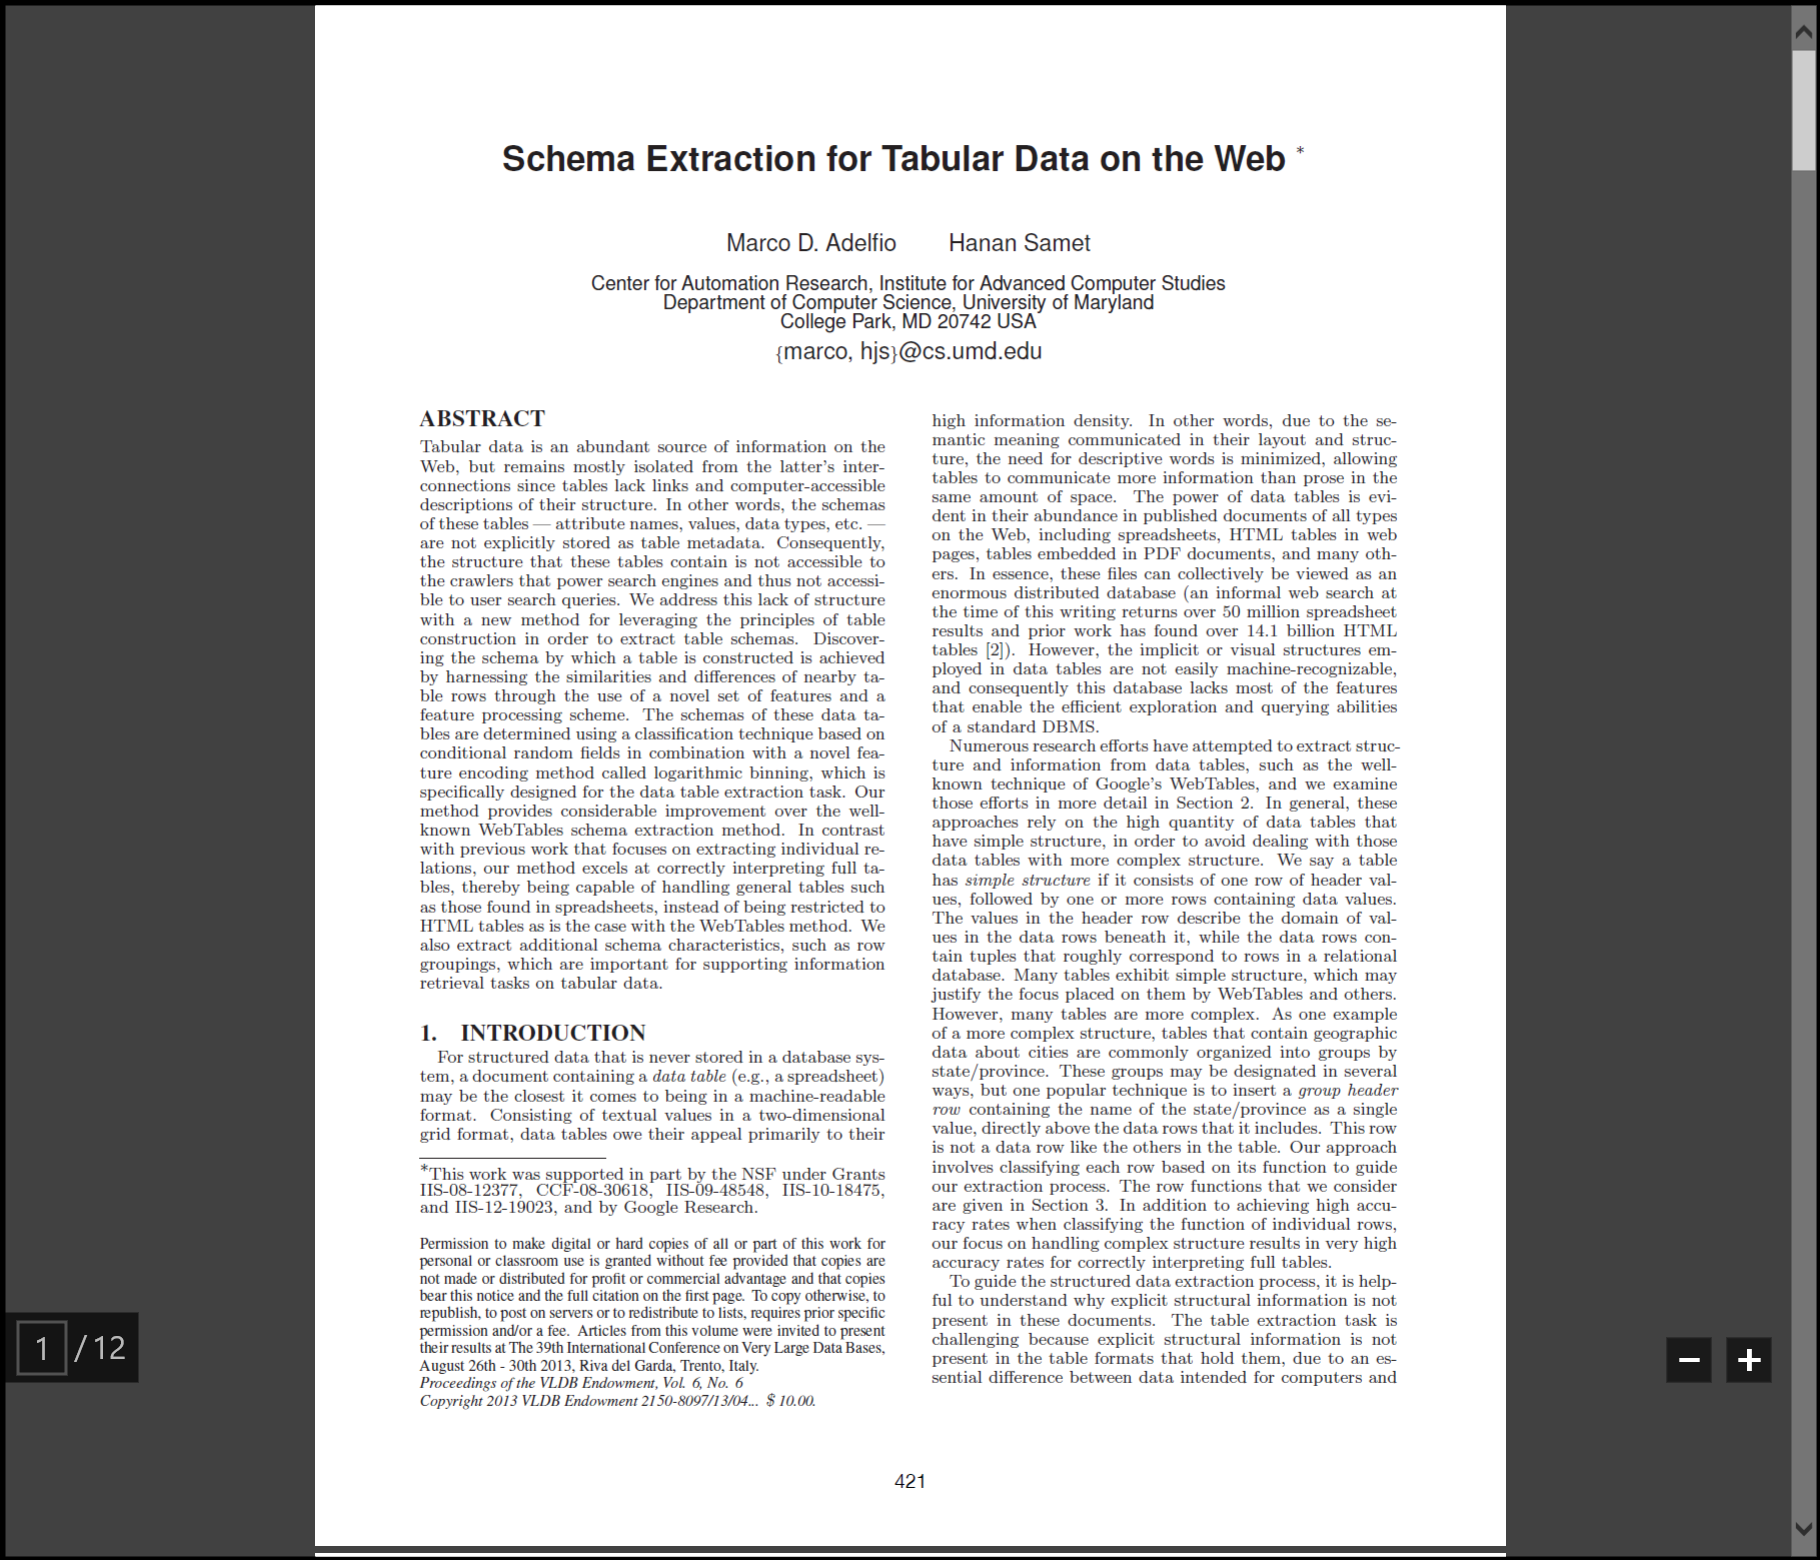 Schema Extraction for Tabular Data on the Web *
Marco D. Adelfio Hanan Samet
Center for Automation Research, Institute for Advanced Computer Studies
Department of Computer Science, University of Maryland
College Park, MD 20742 USA
{marco, hjs}@cs.umd.edu
ABSTRACT
Tabular data is an abundant source of information on the
Web, but remains mostly isolated from the latter's inter-
connections since tables lack links and computer-accessible
descriptions of their structure. In other words, the schemas
of these tables — attribute names, values, data types, etc. —
are not explicitly stored as table metadata. Consequently,
the structure that these tables contain is not accessible to
the crawlers that power search engines and thus not accessi-
ble to user search queries. We address this lack of structure
with a new method for leveraging the principles of table
construction in order to extract table schemas. Discover-
ing the schema by which a table is constructed is achieved
by harnessing the similarities and differences of nearby ta-
ble rows through the use of a novel set of features and a
feature processing scheme. The schemas of these data ta-
bles are determined using a classification technique based on
conditional random fields in combination with a novel fea-
ture encoding method called logarithmic binning, which is
specifically designed for the data table extraction task. Our
method provides considerable improvement over the well-
known WebTables schema extraction method. In contrast
with previous work that focuses on extracting individual re-
lations, our method excels at correctly interpreting full ta-
bles, thereby being capable of handling general tables such
as those found in spreadsheets, instead of being restricted to
HTML tables as is the case with the WebTables method. We
also extract additional schema characteristics, such as row
groupings, which are important for supporting information
retrieval tasks on tabular data.
1. INTRODUCTION
For structured data that is never stored in a database sys-
tem, a document containing a data table (e.g., a spreadsheet)
may be the closest it comes to being in a machine-readable
format. Consisting of textual values in a two-dimensional
grid format, data tables owe their appeal primarily to their
*This work was supported in part by the NSF under Grants
IIS-08-12377, CCF-08-30618, IIS-09-48548, IIS-10-18475,
and IIS-12-19023, and by Google Research.
Permission to make digital or hard copies of all or part of this work for
personal or classroom use is granted without fee provided that copies are
not made or distributed for profit or commercial advantage and that copies
bear this notice and the full citation on the first page. To copy otherwise, to
republish, to post on servers or to redistribute to lists, requires prior specific
permission and/or a fee. Articles from this volume were invited to present
their results at The 39th International Conference on Very Large Data Bases,
August 26th - 30th 2013, Riva del Garda, Trento, Italy.
Proceedings of the VLDB Endowment, Vol. 6, No. 6
Copyright 2013 VLDB Endowment 2150-8097/13/04... $ 10.00.
high information density. In other words, due to the se-
mantic meaning communicated in their layout and struc-
ture, the need for descriptive words is minimized, allowing
tables to communicate more information than prose in the
same amount of space. The power of data tables is evi-
dent in their abundance in published documents of all types
on the Web, including spreadsheets, HTML tables in web
pages, tables embedded in PDF documents, and many oth-
ers. In essence, these files can collectively be viewed as an
enormous distributed database (an informal web search at
the time of this writing returns over 50 million spreadsheet
results and prior work has found over 14.1 billion HTML
tables [2]). However, the implicit or visual structures em-
ployed in data tables are not easily machine-recognizable,
and consequently this database lacks most of the features
that enable the efficient exploration and querying abilities
of a standard DBMS.
Numerous research efforts have attempted to extract struc-
ture and information from data tables, such as the well-
known technique of Google's WebTables, and we examine
those efforts in more detail in Section 2. In general, these
approaches rely on the high quantity of data tables that
have simple structure, in order to avoid dealing with those
data tables with more complex structure. We say a table
has simple structure if it consists of one row of header val-
ues, followed by one or more rows containing data values.
The values in the header row describe the domain of val-
ues in the data rows beneath it, while the data rows con-
tain tuples that roughly correspond to rows in a relational
database. Many tables exhibit simple structure, which may
justify the focus placed on them by WebTables and others.
However, many tables are more complex. As one example
of a more complex structure, tables that contain geographic
data about cities are commonly organized into groups by
state/province. These groups may be designated in several
ways, but one popular technique is to insert a group header
row containing the name of the state/province as a single
value, directly above the data rows that it includes. This row
is not a data row like the others in the table. Our approach
involves classifying each row based on its function to guide
our extraction process. The row functions that we consider
are given in Section 3. In addition to achieving high accu-
racy rates when classifying the function of individual rows,
our focus on handling complex structure results in very high
accuracy rates for correctly interpreting full tables.
To guide the structured data extraction process, it is help-
ful to understand why explicit structural information is not
present in these documents. The table extraction task is
challenging because explicit structural information is not
present in the table formats that hold them, due to an es-
sential difference between data intended for computers and
421
1 / 12